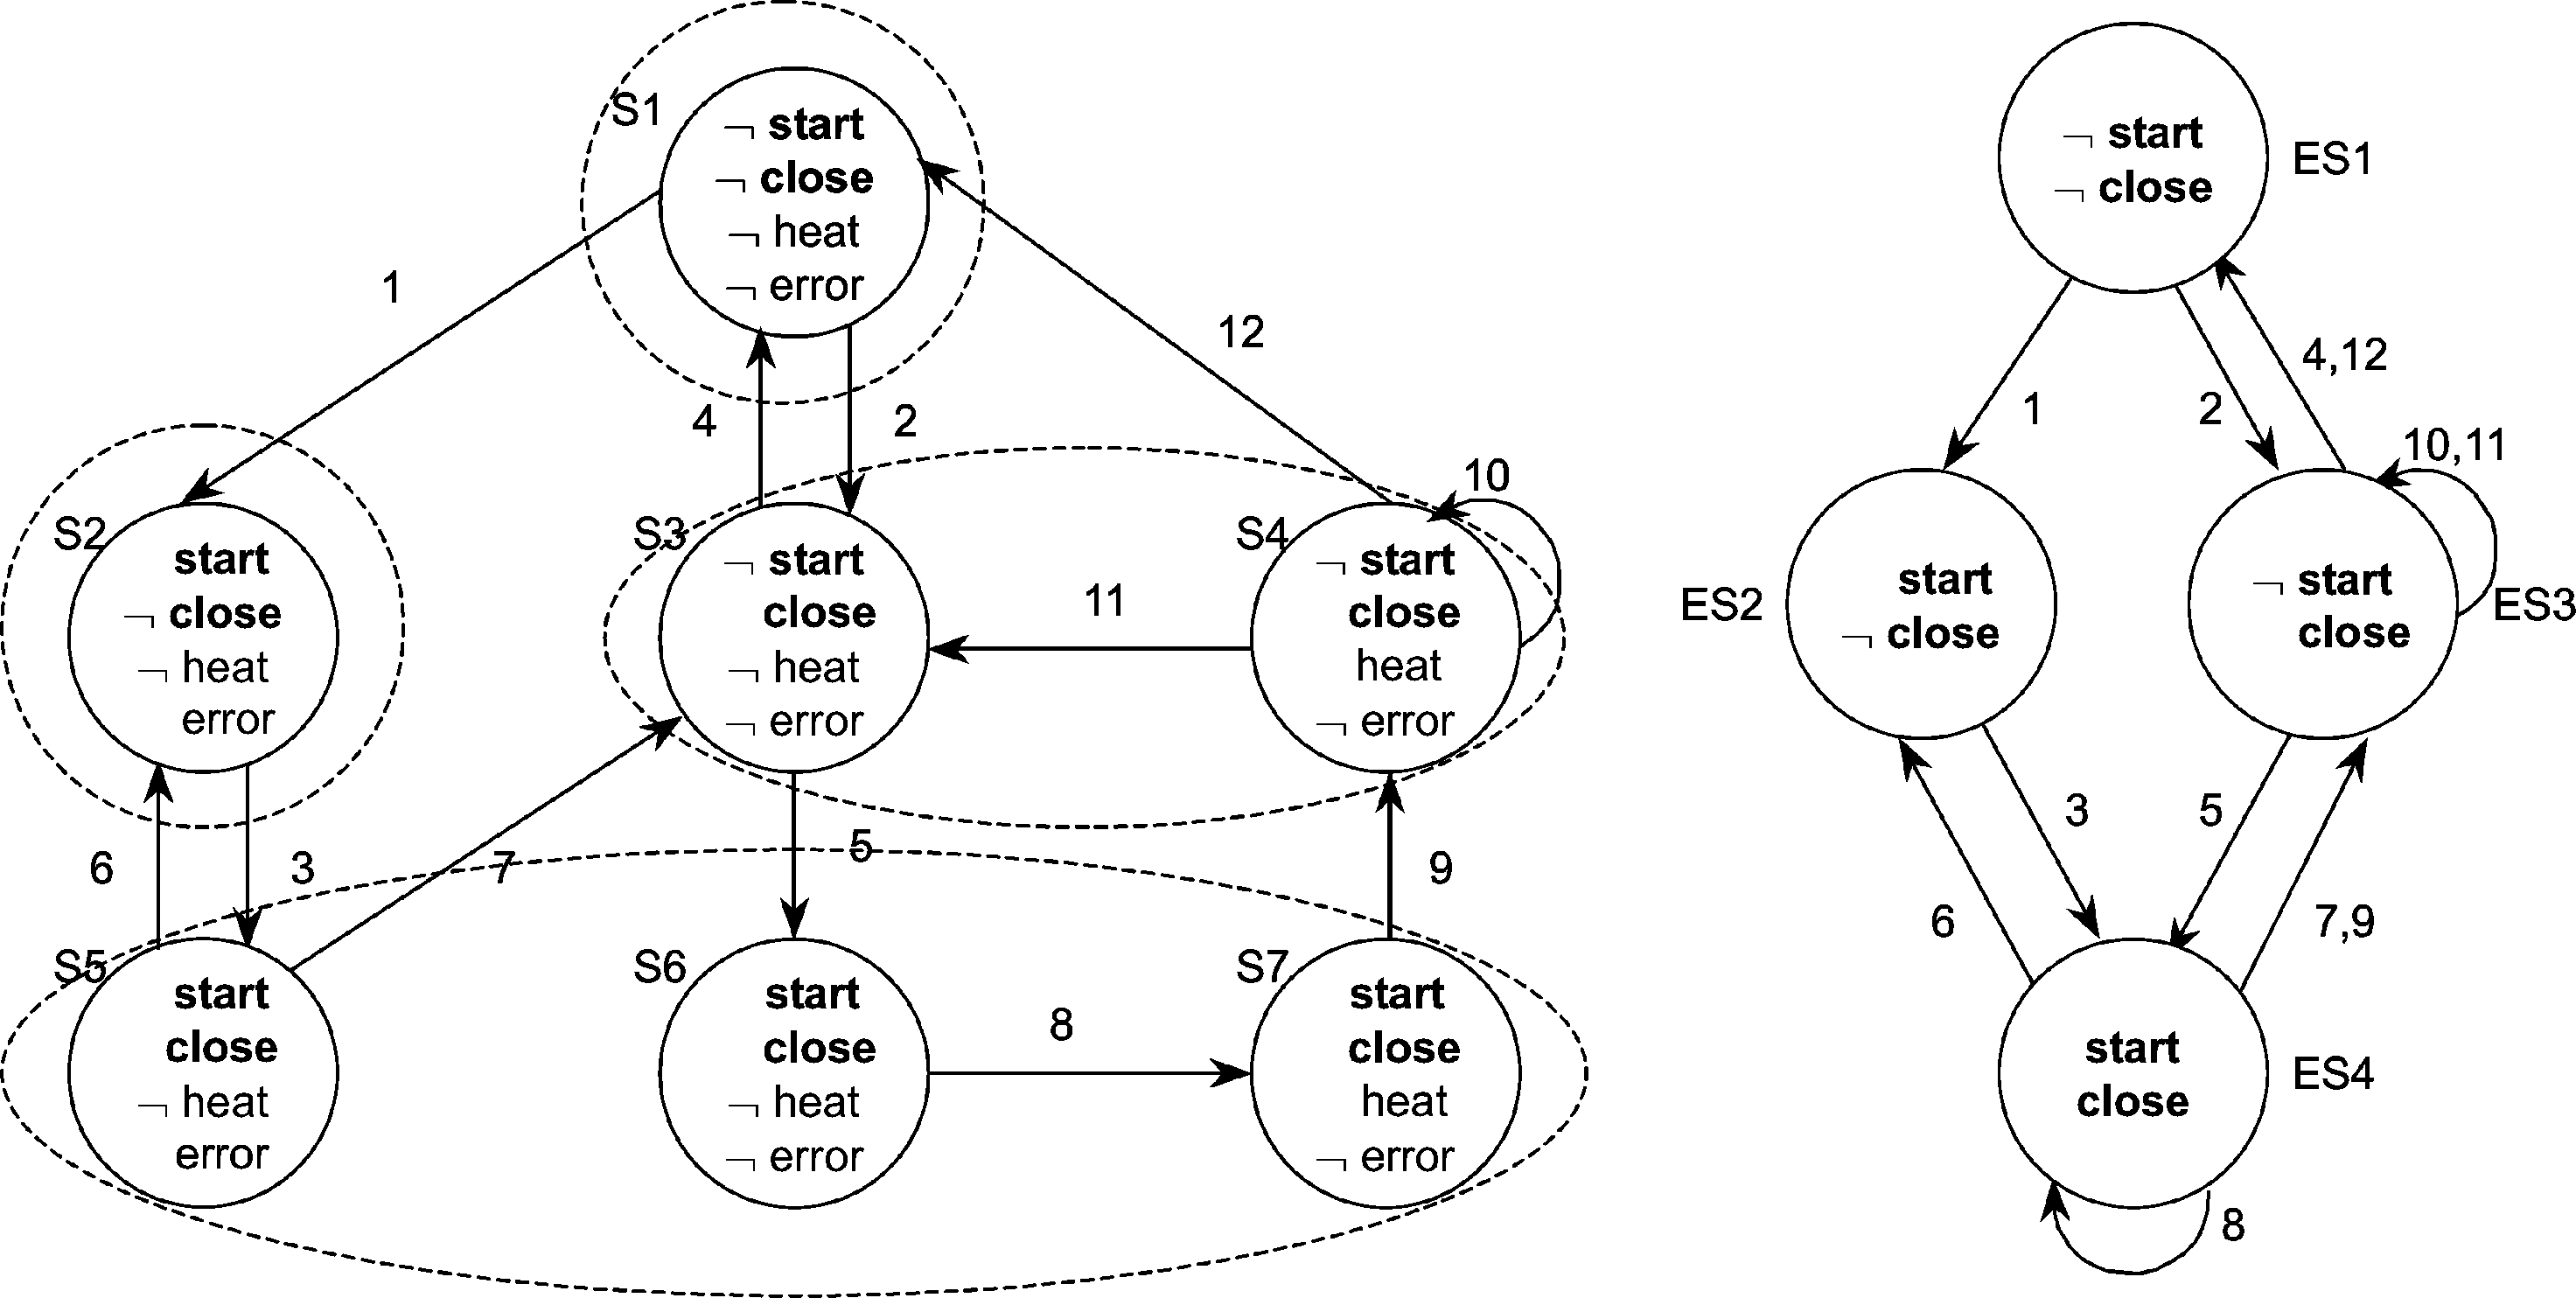 S1
¬ start
¬ close
¬ heat
¬ error
1
12
4
2
10
S2
start
¬ close
¬ heat
error
S3
¬ start
close
¬ heat
¬ error
11
S4
¬ start
close
heat
¬ error
6
3
7
5
9
S5
start
close
¬ heat
error
S6
start
close
¬ heat
¬ error
8
S7
start
close
heat
¬ error
¬ start
¬ close
ES1
4,12
1
2
10,11
ES2
start
¬ close
¬ start
close
ES3
3
5
6
7,9
start
close
ES4
8